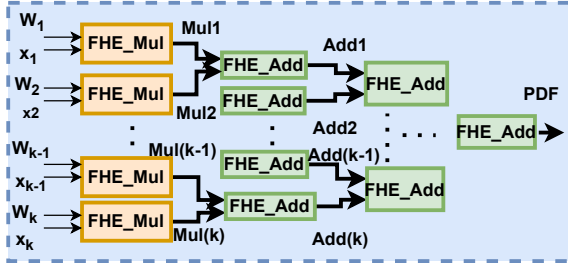 W1
x1
FHE_Mul
Mul1
FHE_Add
Add1
FHE_Add
W2
x2
FHE_Mul
Mul2
FHE_Add
Add2
PDF
FHE_Add
Wk-1
xk-1
FHE_Mul
Mul(k-1)
FHE_Add
Add(k-1)
FHE_Add
Wk
xk
FHE_Mul
Mul(k)
FHE_Add
Add(k)